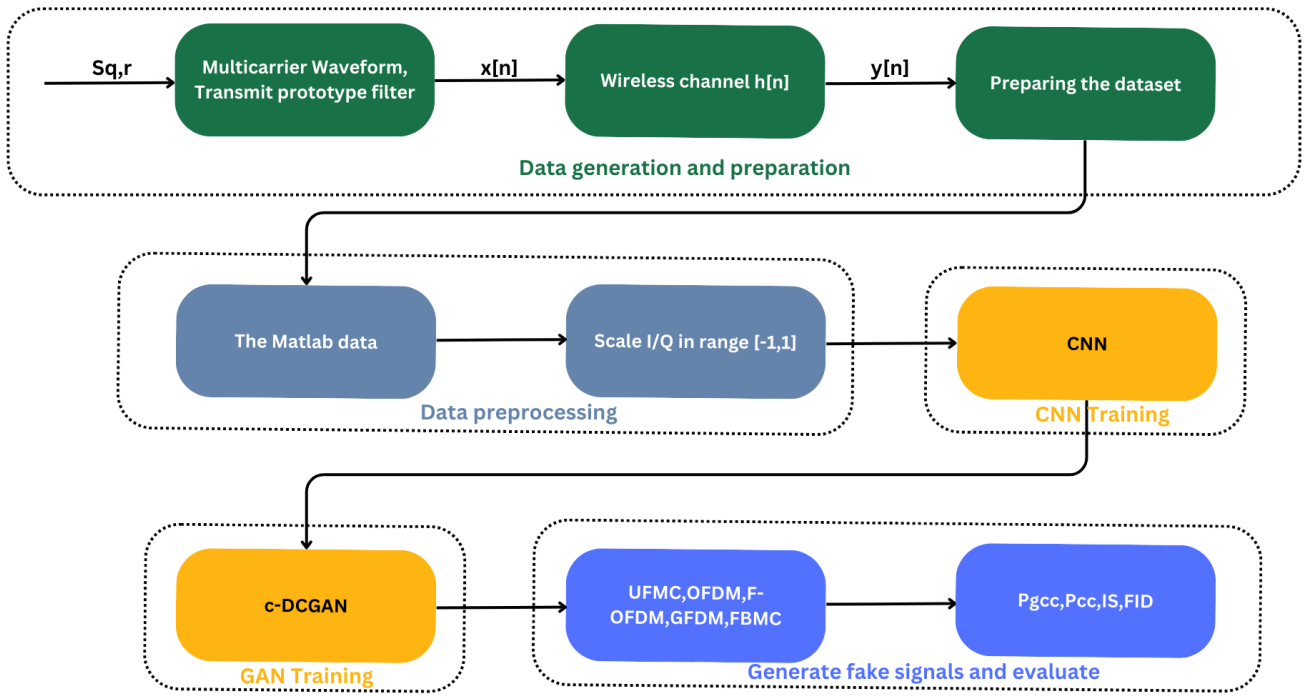 Sq,r
Multicarrier Waveform,
Transmit prototype filter
x[n]
Wireless channel h[n]
y[n]
Preparing the dataset
Data generation and preparation
The Matlab data
Scale I/Q in range [-1,1]
CNN
Data preprocessing
CNN Training
c-DCGAN
UFMC,OFDM,F-
OFDM,GFDM,FBMC
Pgcc,Pcc,IS,FID
GAN Training
Generate fake signals and evaluate